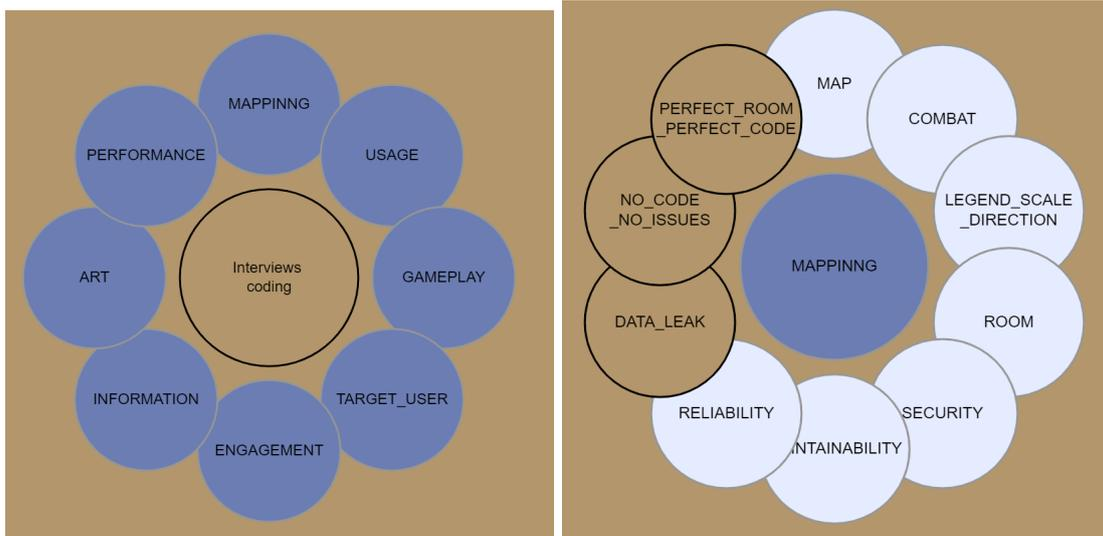 MAPPINNG
PERFORMANCE
USAGE
ART
Interviews
coding
GAMEPLAY
INFORMATION
TARGET_USER
ENGAGEMENT
MAP
PERFECT_ROOM
_PERFECT_CODE
COMBAT
NO_CODE
_NO_ISSUES
LEGEND_SCALE
_DIRECTION
MAPPINNG
DATA_LEAK
ROOM
RELIABILITY
SECURITY
NTAINABILITY